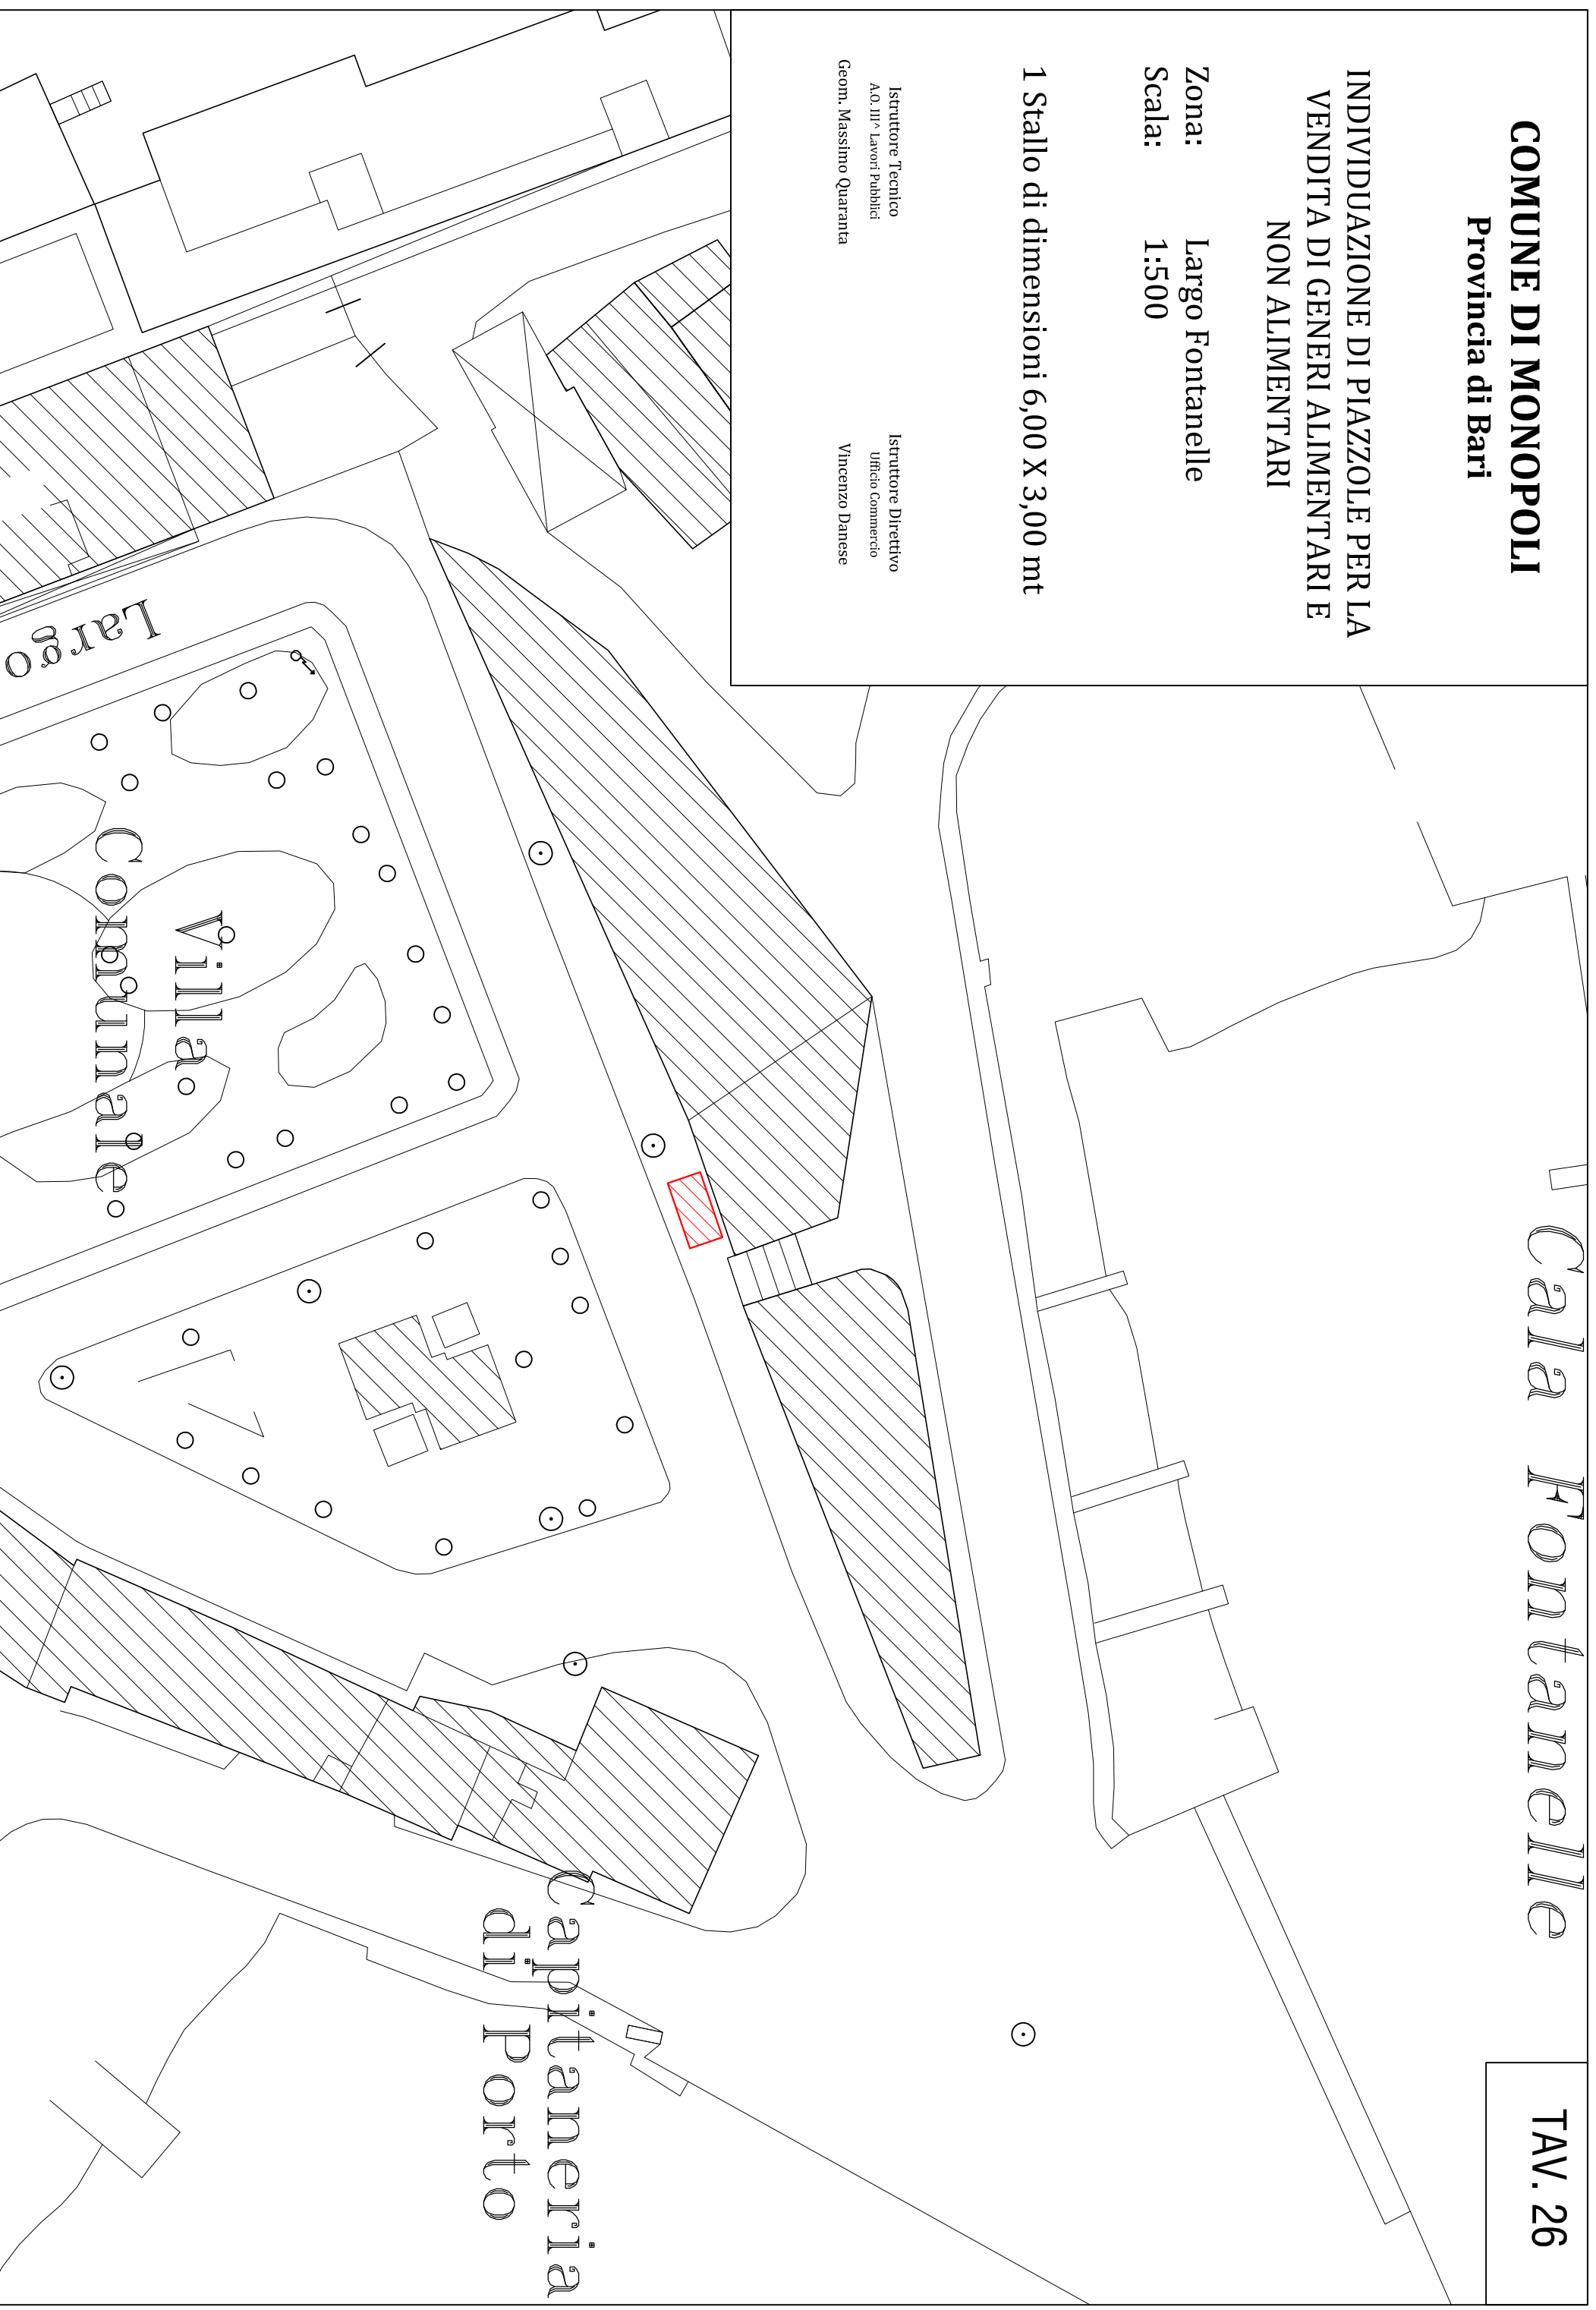 COMUNE DI MONOPOLI
Provincia di Bari
INDIVIDUAZIONE DI PIAZZOLE PER LA
VENDITA DI GENERI ALIMENTARI E
NON ALIMENTARI
Zona: Largo Fontanelle
Scala: 1:500
1 Stallo di dimensioni 6,00 X 3,00 mt
Istruttore Tecnico
A.O. III^ Lavori Pubblici
Geom. Massimo Quaranta
Istruttore Direttivo
Ufficio Commercio
Vincenzo Danese
TAV. 26
Cala Fontanelle
Largo
Villa
Communale
Capitaneria
di Porto